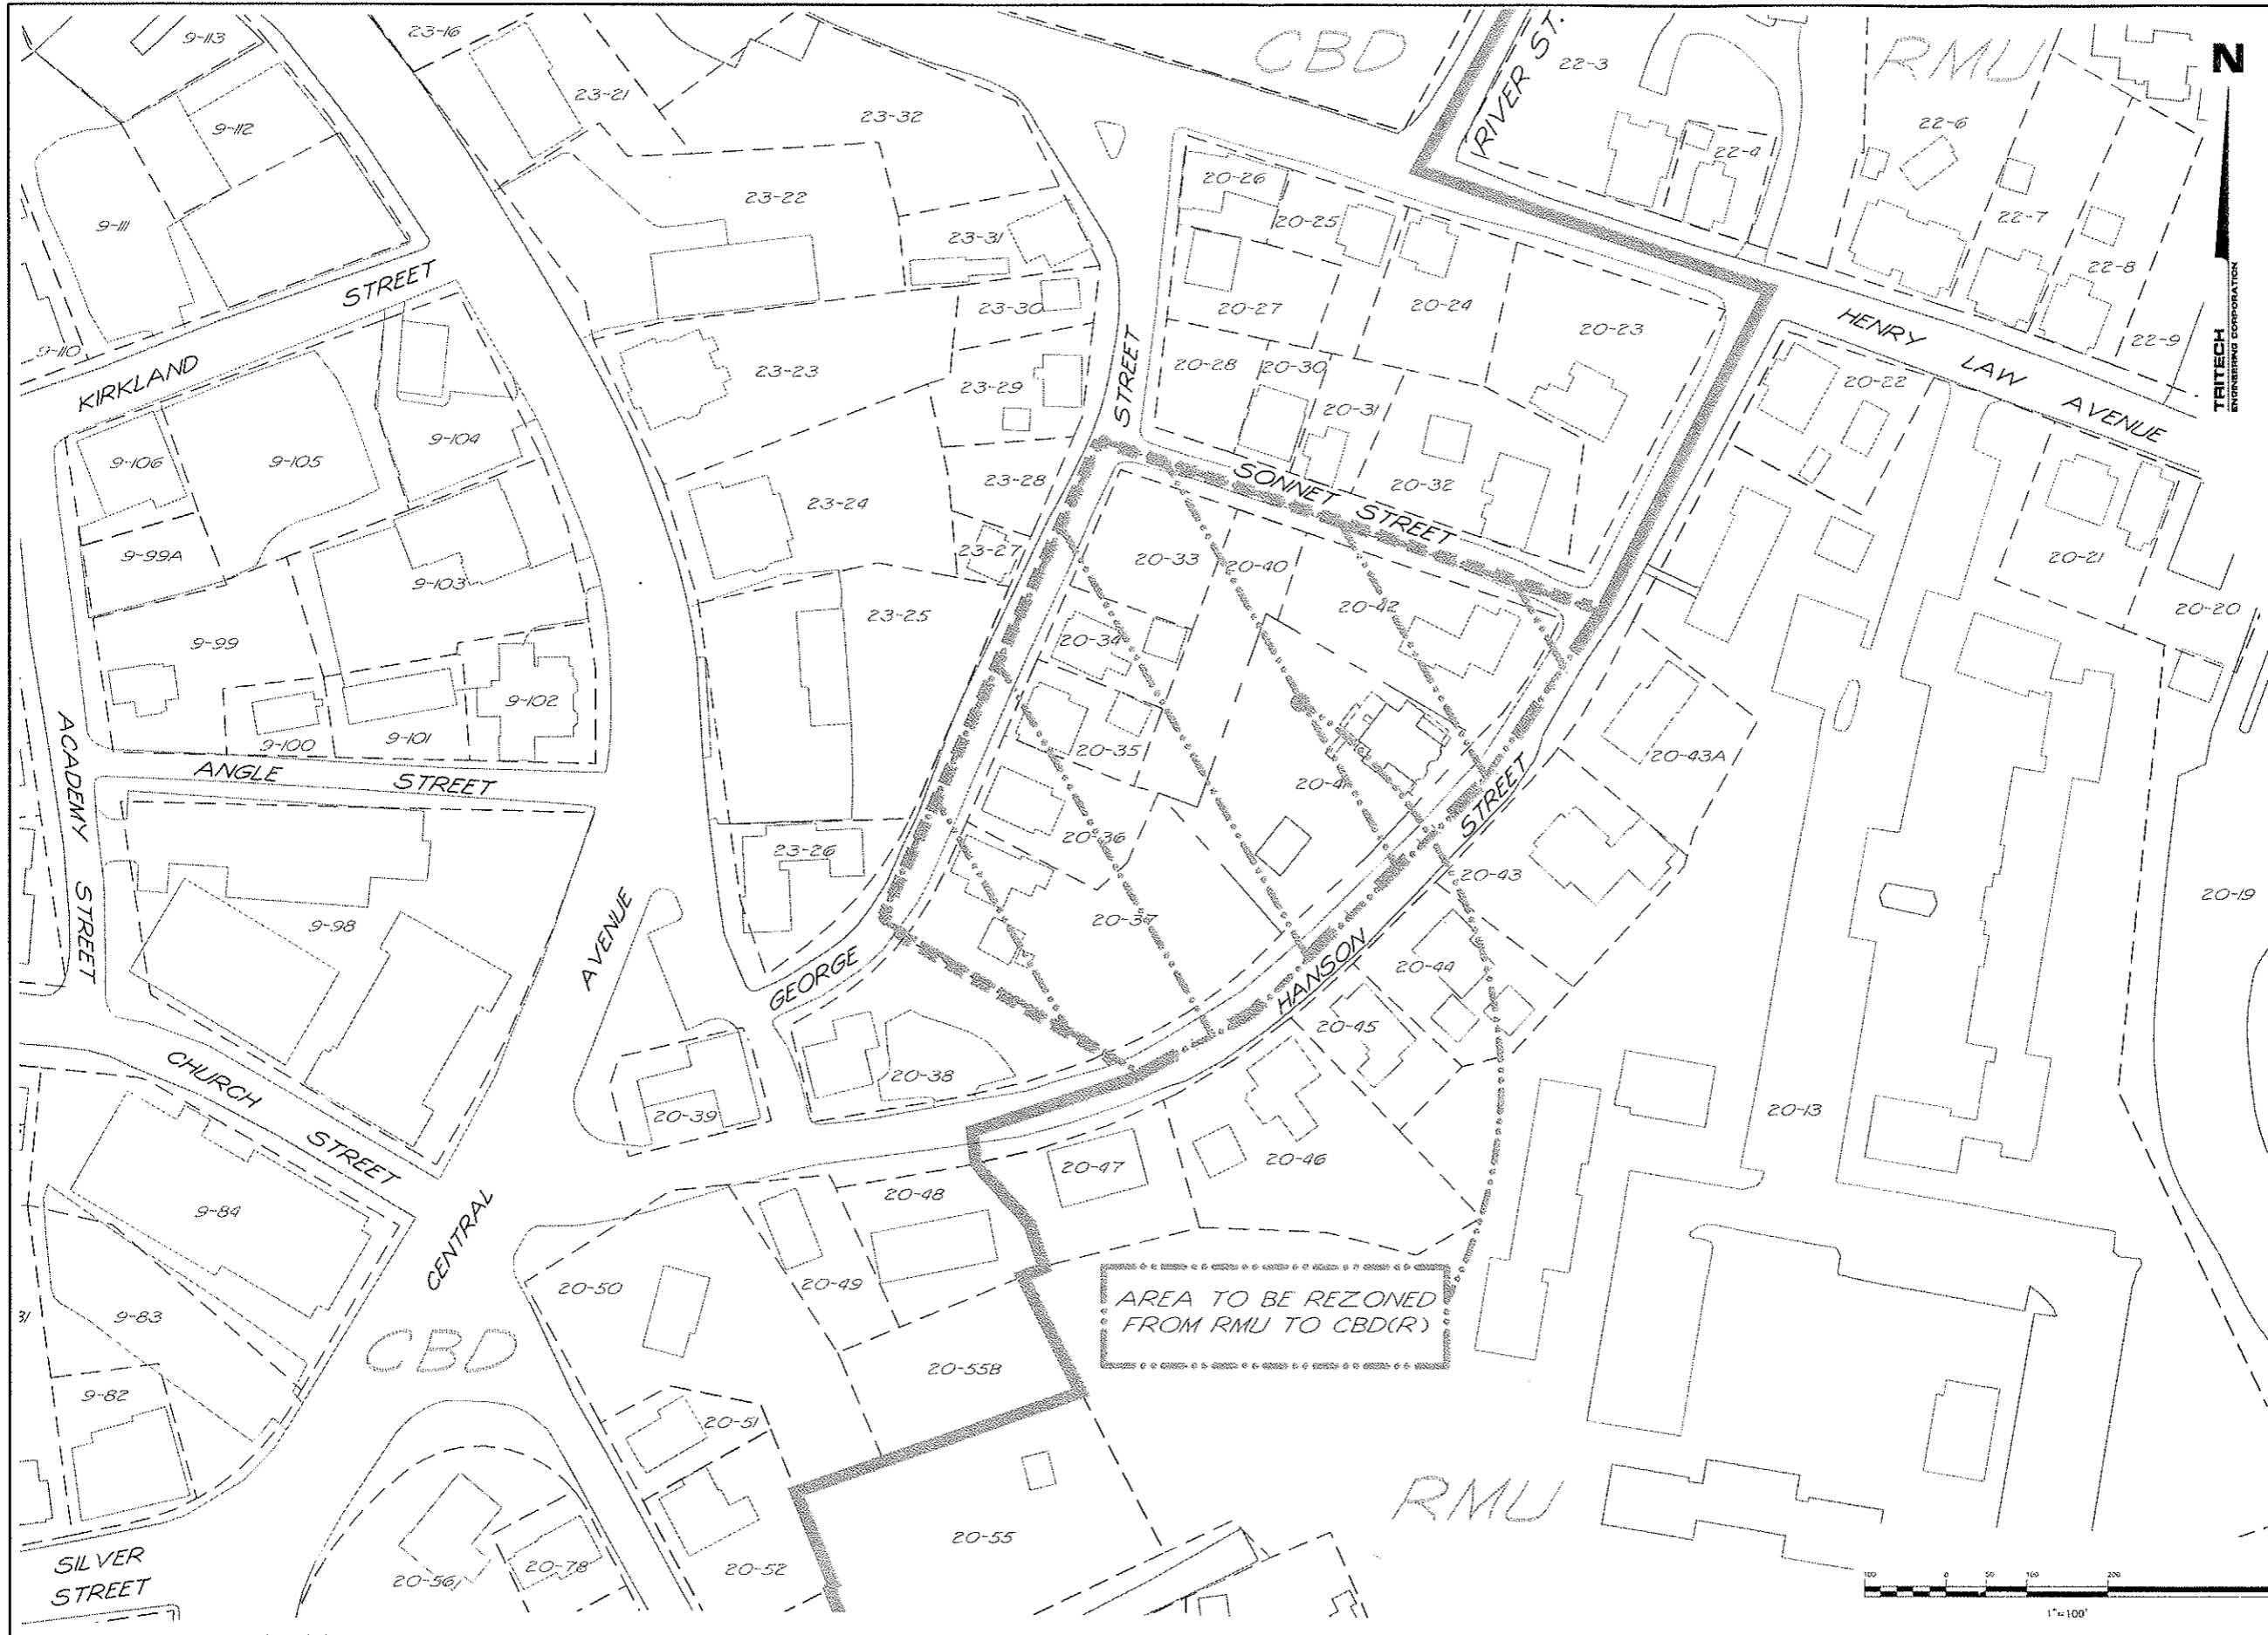 9-113
23-16
CBD
RIVER ST.
22-3
RMU
N
9-112
23-21
23-32
22-6
22-4
9-111
23-22
20-26
20-25
22-7
23-31
22-8
TRITECH
ENGINEERING CORPORATION
STREET
KIRKLAND
9-110
23-30
20-27
20-24
20-23
HENRY LAW AVENUE
22-9
23-23
23-29
STREET
20-28
20-30
20-31
20-22
9-106
9-105
9-104
23-24
23-28
20-32
SONNET STREET
9-99A
9-103
23-27
20-33
20-40
20-21
9-99
23-25
20-34
20-42
20-20
9-102
9-100
9-101
20-35
20-41
20-43A
ANGLE STREET
ACADEMY STREET
23-26
20-36
STREET
20-43
20-19
9-98
AVENUE
20-37
GEORGE
HANSON
20-44
20-45
CHURCH STREET
20-38
20-39
20-13
20-47
20-46
20-48
9-84
CENTRAL
20-50
20-49
AREA TO BE REZONED
FROM RMU TO CBD(R)
9-83
CBD
20-55B
9-82
20-51
RMU
20-55
SILVER
STREET
20-56
20-78
20-52
100 0 50 100 200
1"=100'